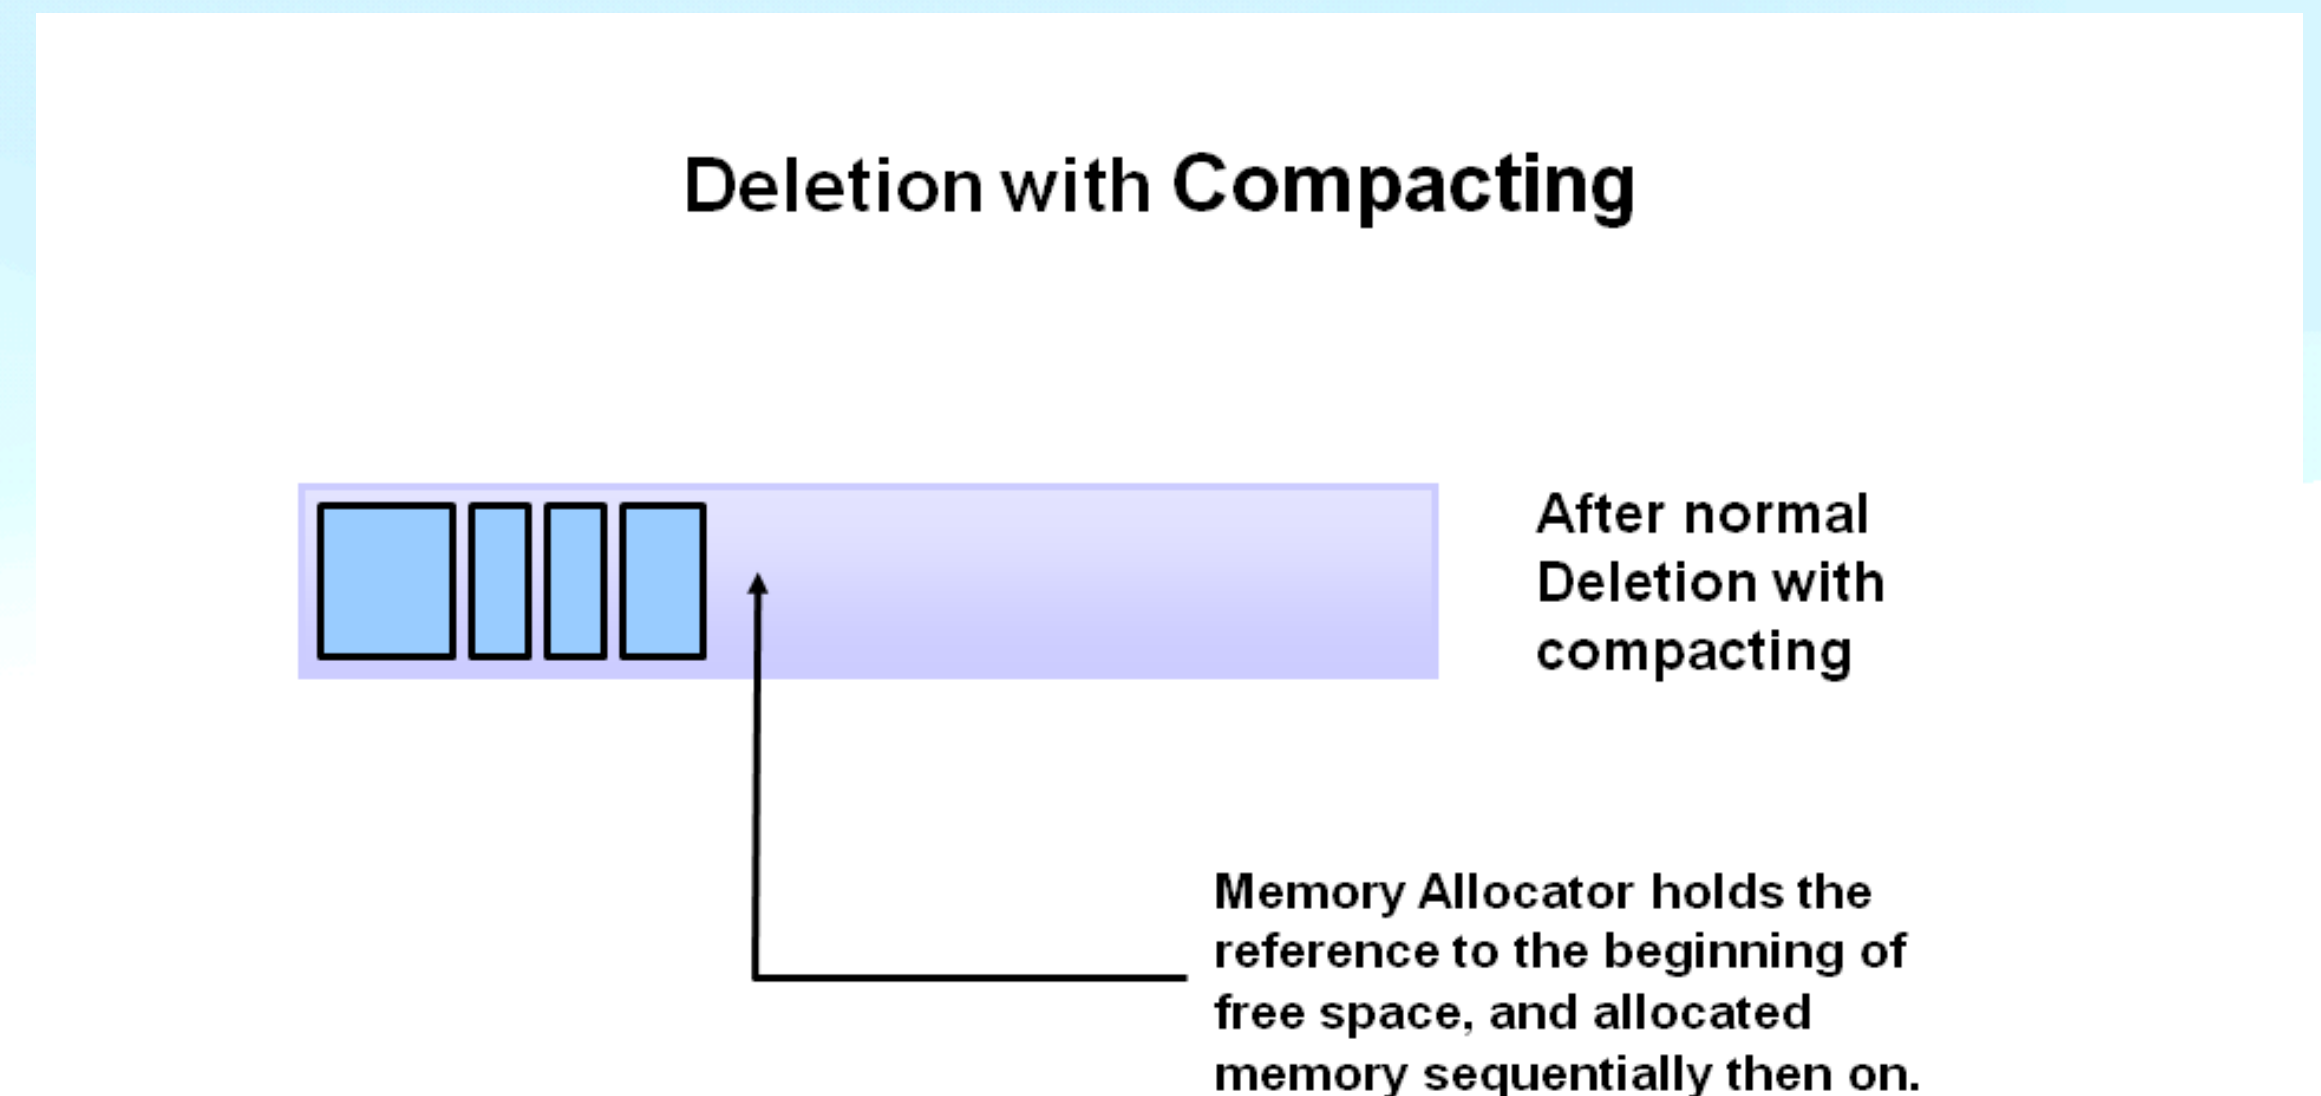 Deletion with Compacting
After normal
Deletion with
compacting
Memory Allocator holds the
reference to the beginning of
free space, and allocated
memory sequentially then on.